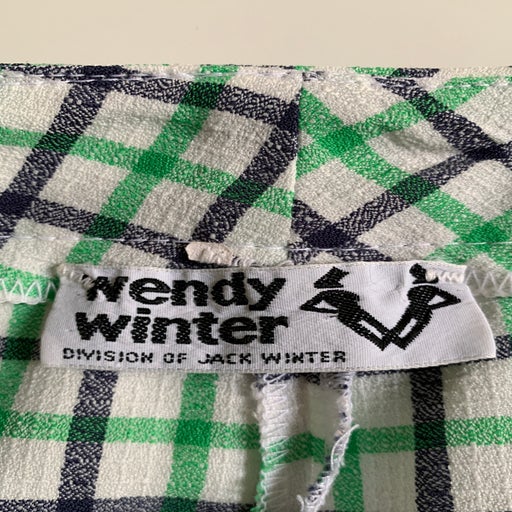 wendy
winter
DIVISION OF JACK WINTER